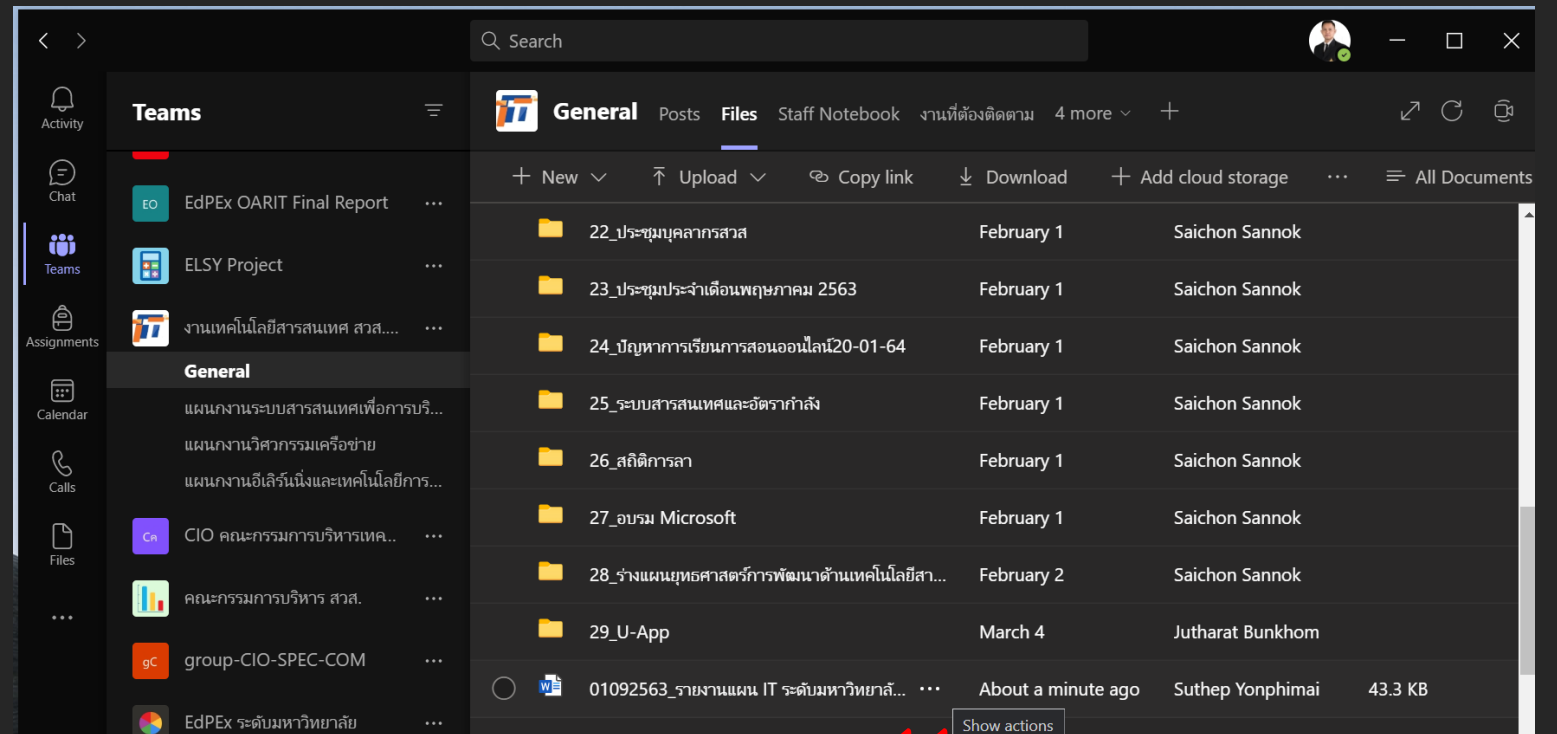 Search
Activity
Chat
Teams
Assignments
Calendar
Calls
Files
Teams
EO EdPEx OARIT Final Report ...
ELSY Project ...
IT งานเทคโนโลยีสารสนเทศ สวส.... ...
General
แผนกงานระบบสารสนเทศเพื่อการบริ...
แผนกงานวิศวกรรมเครือข่าย
แผนกงานอีเลิร์นนิ่งและเทคโนโลยีการ...
Cค CIO คณะกรรมการบริหารเทค... ...
คณะกรรมการบริหาร สวส. ...
gC group-CIO-SPEC-COM ...
EdPEx ระดับมหาวิทยาลัย ...
IT General Posts Files Staff Notebook งานที่ต้องติดตาม 4 more
New Upload Copy link Download Add cloud storage ... All Documents
22_ประชุมบุคลากรสวส February 1 Saichon Sannok
23_ประชุมประจำเดือนพฤษภาคม 2563 February 1 Saichon Sannok
24_ปัญหาการเรียนการสอนออนไลน์20-01-64 February 1 Saichon Sannok
25_ระบบสารสนเทศและอัตรากำลัง February 1 Saichon Sannok
26_สถิติการลา February 1 Saichon Sannok
27_อบรม Microsoft February 1 Saichon Sannok
28_ร่างแผนยุทธศาสตร์การพัฒนาด้านเทคโนโลยีสา... February 2 Saichon Sannok
29_U-App March 4 Jutharat Bunkhom
01092563_รายงานแผน IT ระดับมหาวิทยาลั... ... About a minute ago Suthep Yonphimai 43.3 KB
Show actions